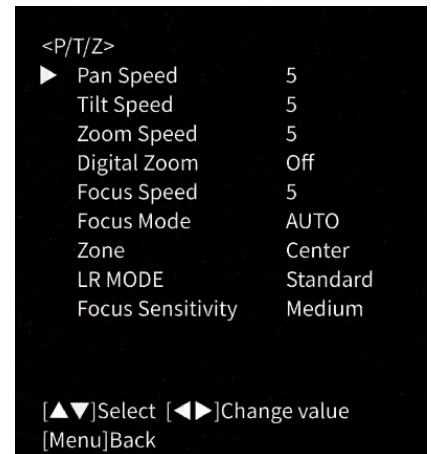 <P/T/Z>
▶ Pan Speed 5
Tilt Speed 5
Zoom Speed 5
Digital Zoom Off
Focus Speed 5
Focus Mode AUTO
Zone Center
LR MODE Standard
Focus Sensitivity Medium
[▲▼]Select [◀▶]Change value
[Menu]Back